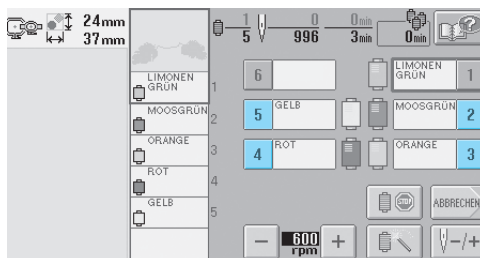 24mm
37mm
1
5
0
996
0min
3min
0min
LIMONEN
GRÜN
1
MOOSGRÜN
2
ORANGE
3
ROT
4
GELB
5
6
LIMONEN
GRÜN
1
5
GELB
MOOSGRÜN
2
4
ROT
ORANGE
3
STOP
ABBRECHEN
600
rpm
−
+
−/+